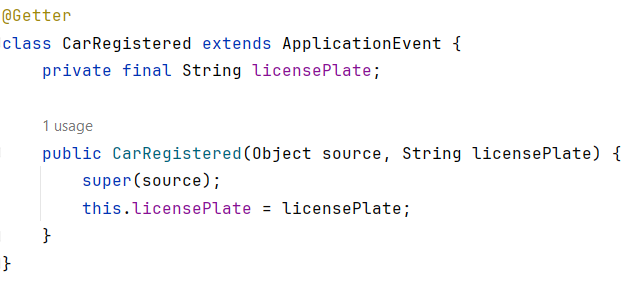 @Getter
class CarRegistered extends ApplicationEvent {
    private final String licensePlate;
    1 usage
    public CarRegistered(Object source, String licensePlate) {
        super(source);
        this.licensePlate = licensePlate;
    }
}